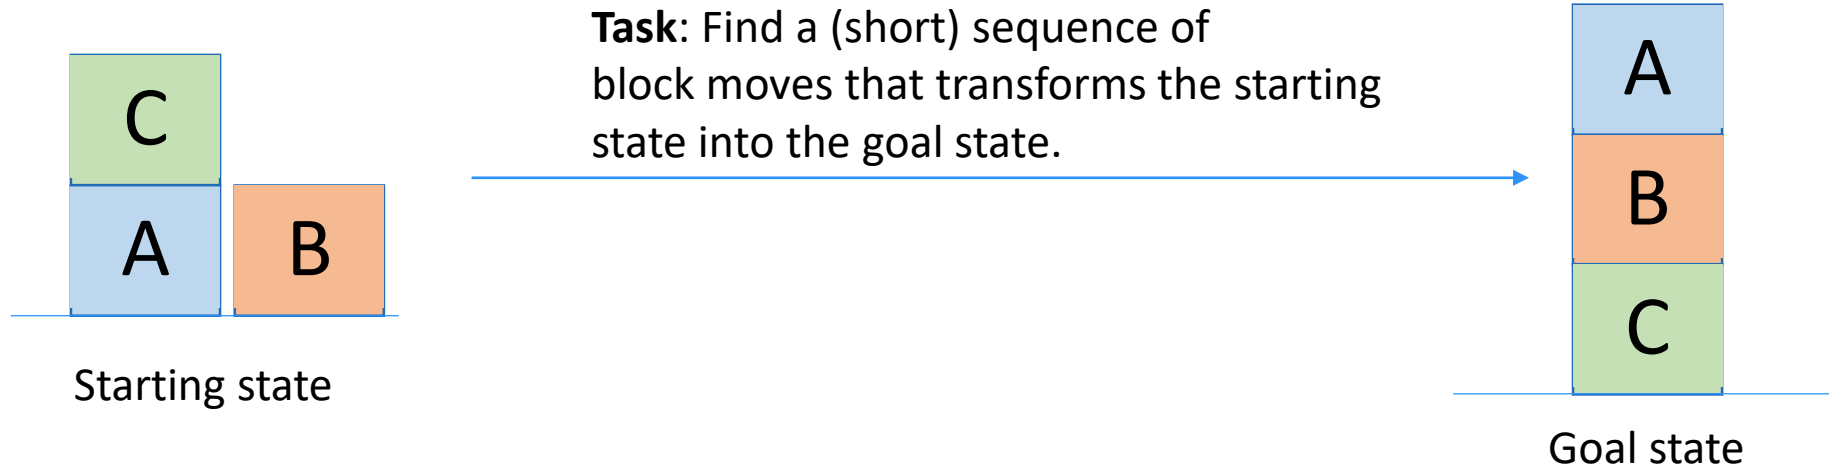 Task: Find a (short) sequence of
block moves that transforms the starting
state into the goal state.
C
A B
Starting state
A
B
C
Goal state